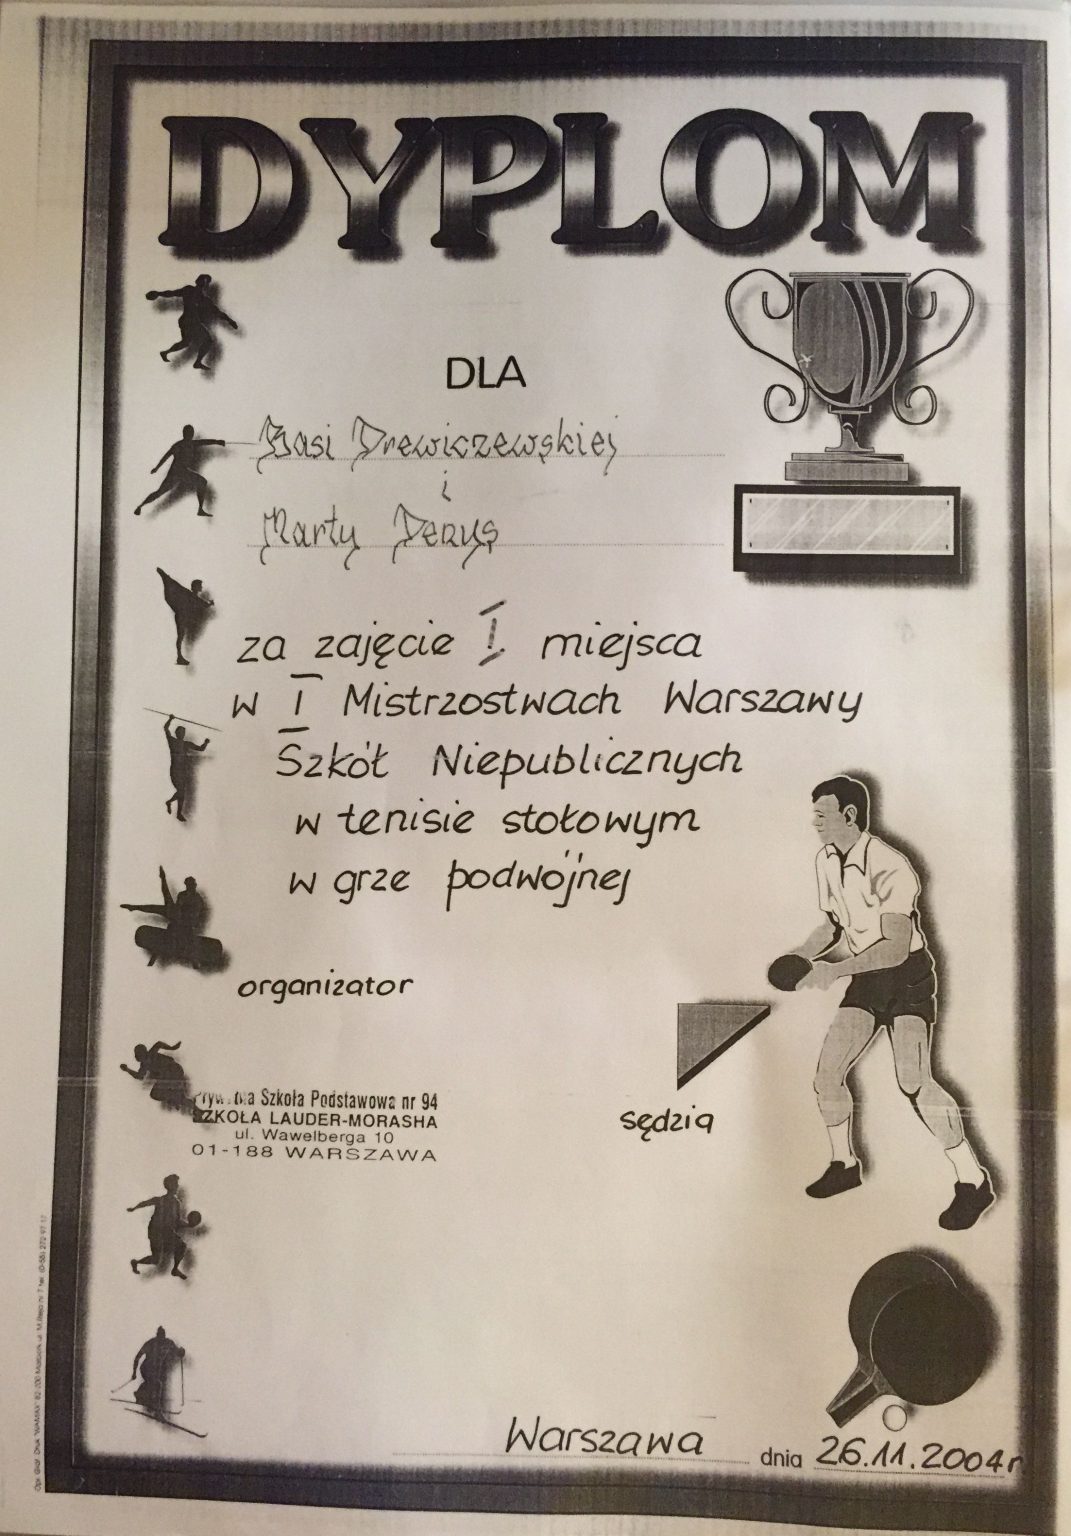 DYPLOM
DLA
Basi Drewiczewskiej
i
Marty Derys
za zajęcie I miejsca
w I Mistrzostwach Warszawy
Szkół Niepublicznych
w tenisie stołowym
w grze podwójnej
organizator
Szkoła Podstawowa nr 94
SZKOŁA LAUDER-MORASHA
ul. Wawelberga 10
01-188 WARSZAWA
sędzia
Warszawa dnia 26.11.2004r.